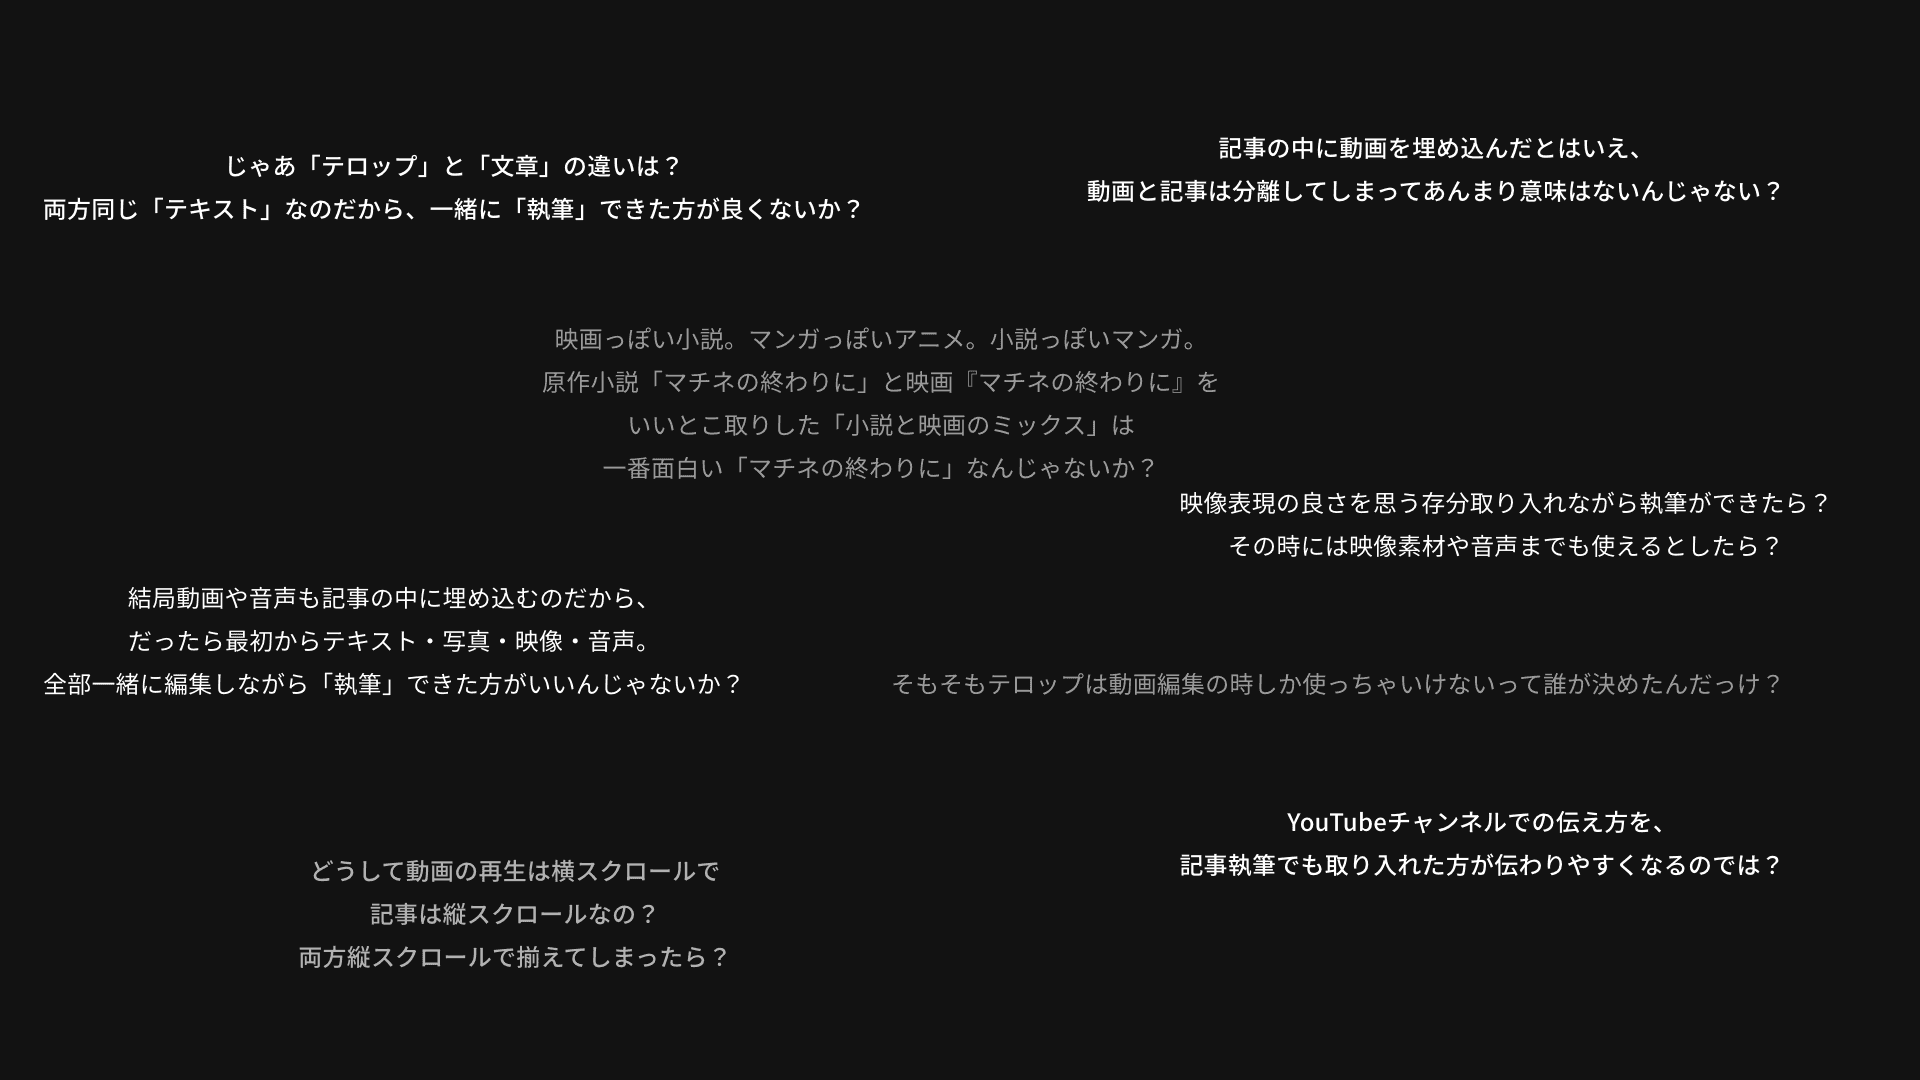 じゃあ「テロップ」と「文章」の違いは？
両方同じ「テキスト」なのだから、一緒に「執筆」できた方が良くないか？
記事の中に動画を埋め込んだとはいえ、
動画と記事は分離してしまってあんまり意味はないんじゃない？
映画っぽい小説。マンガっぽいアニメ。小説っぽいマンガ。
原作小説「マチネの終わりに」と映画『マチネの終わりに』を
いいとこ取りした「小説と映画のミックス」は
一番面白い「マチネの終わりに」なんじゃないか？
映像表現の良さを思う存分取り入れながら執筆ができたら？
その時には映像素材や音声までも使えるとしたら？
結局動画や音声も記事の中に埋め込むのだから、
だったら最初からテキスト・写真・映像・音声。
全部一緒に編集しながら「執筆」できた方がいいんじゃないか？
そもそもテロップは動画編集の時しか使っちゃいけないって誰が決めたんだっけ？
YouTubeチャンネルでの伝え方を、
記事執筆でも取り入れた方が伝わりやすくなるのでは？
どうして動画の再生は横スクロールで
記事は縦スクロールなの？
両方縦スクロールで揃えてしまったら？